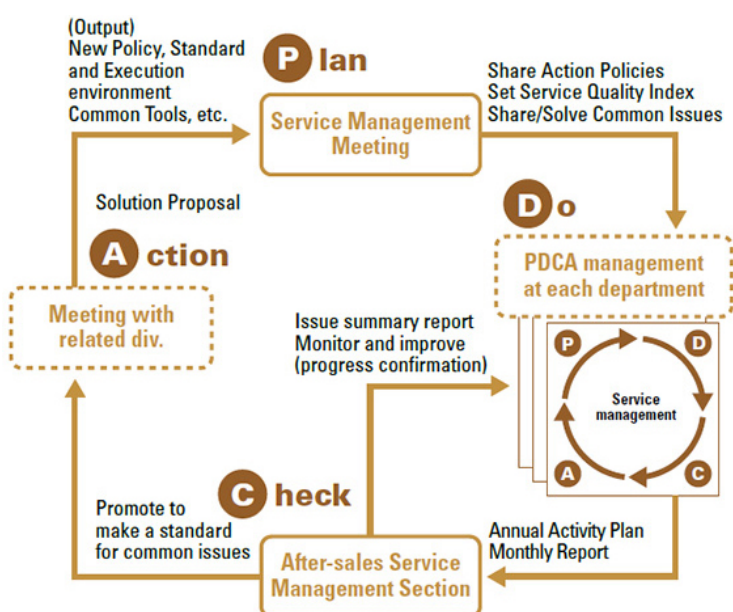 (Output)
New Policy, Standard
and Execution
environment
Common Tools, etc.
Plan
Service Management
Meeting
Share Action Policies
Set Service Quality Index
Share/Solve Common Issues
Solution Proposal
Action
Meeting with
related div.
Do
PDCA management
at each department
Issue summary report
Monitor and improve
(progress confirmation)
P
D
Service
management
A
C
Check
Promote to
make a standard
for common issues
After-sales Service
Management Section
Annual Activity Plan
Monthly Report